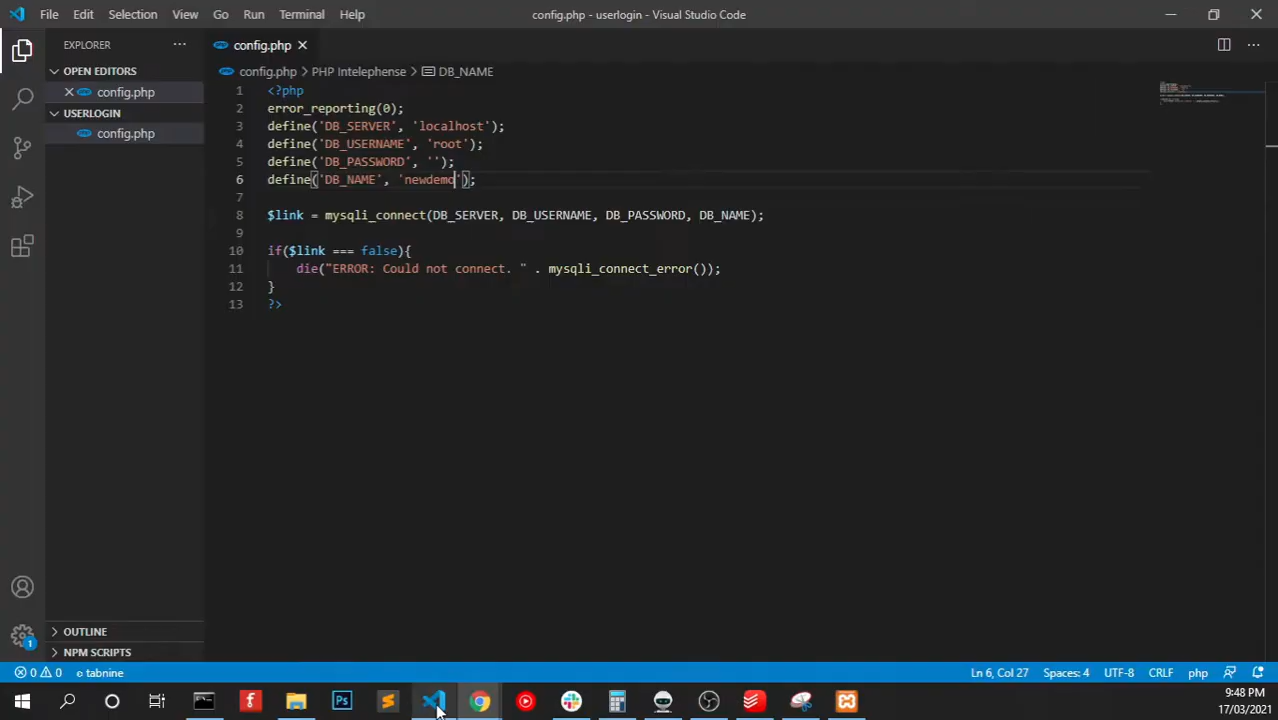 File Edit Selection View Go Run Terminal Help
config.php - userlogin - Visual Studio Code
EXPLORER
config.php
OPEN EDITORS
config.php > PHP Intelephense > DB_NAME
config.php
USERLOGIN
config.php
1 <?php
2 error_reporting(0);
3 define('DB_SERVER', 'localhost');
4 define('DB_USERNAME', 'root');
5 define('DB_PASSWORD', '');
6 define('DB_NAME', 'newdemo');
7
8 $link = mysqli_connect(DB_SERVER, DB_USERNAME, DB_PASSWORD, DB_NAME);
9
10 if($link === false){
11 die("ERROR: Could not connect. " . mysqli_connect_error());
12 }
13 ?>
OUTLINE
NPM SCRIPTS
1
0 0 tabnine
Ln 6, Col 27 Spaces: 4 UTF-8 CRLF php
Ps
9:48 PM
17/03/2021